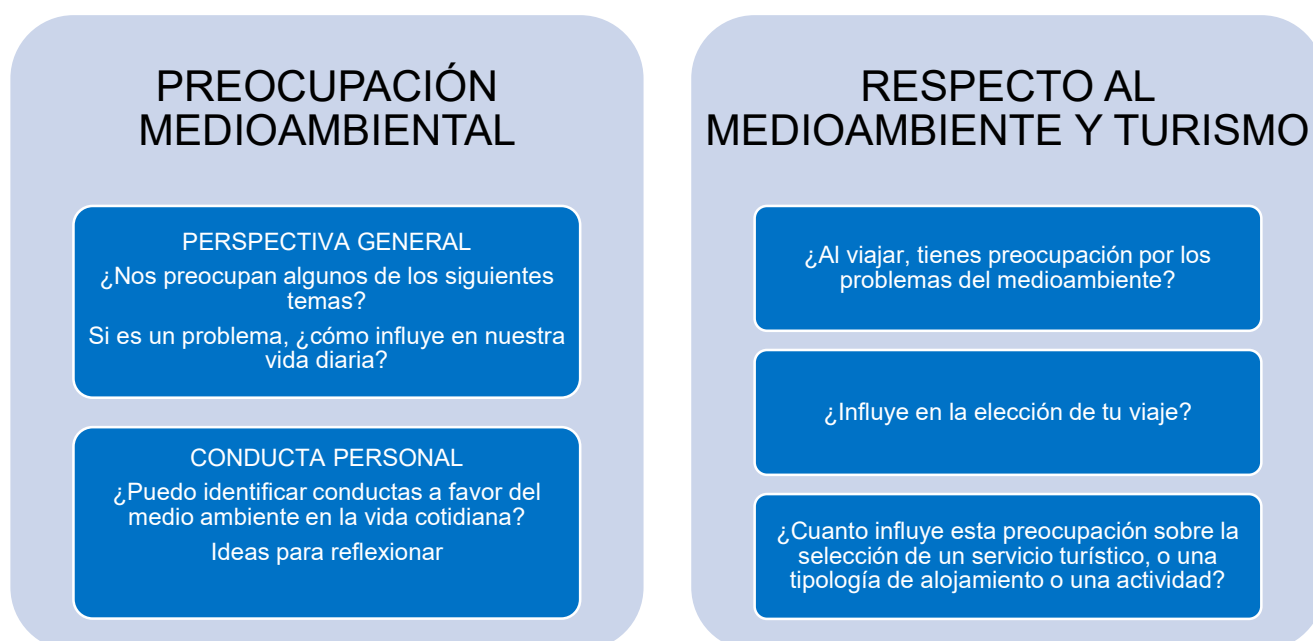 PREOCUPACIÓN
MEDIOAMBIENTAL
PERSPECTIVA GENERAL
¿Nos preocupan algunos de los siguientes
temas?
Si es un problema, ¿cómo influye en nuestra
vida diaria?
CONDUCTA PERSONAL
¿Puedo identificar conductas a favor del
medio ambiente en la vida cotidiana?
Ideas para reflexionar
RESPECTO AL
MEDIOAMBIENTE Y TURISMO
¿Al viajar, tienes preocupación por los
problemas del medioambiente?
¿Influye en la elección de tu viaje?
¿Cuanto influye esta preocupación sobre la
selección de un servicio turístico, o una
tipología de alojamiento o una actividad?